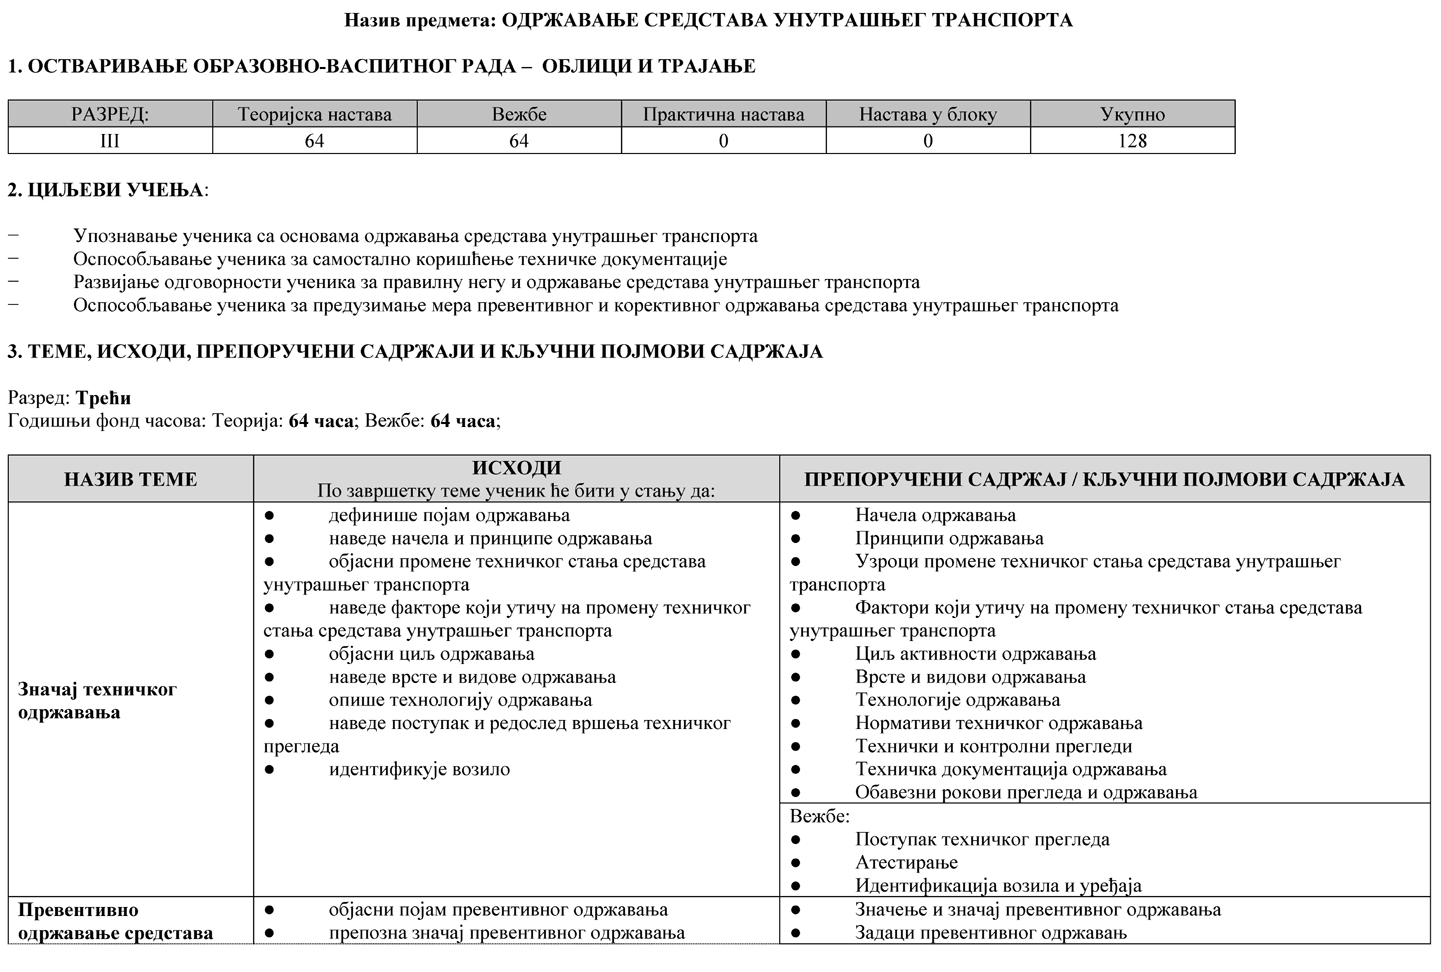 Назив предмета: ОДРЖАВАЊЕ СРЕДСТАВА УНУТРАШЊЕГ ТРАНСПОРТА
1. ОСТВАРИВАЊЕ ОБРАЗОВНО-ВАСПИТНОГ РАДА – ОБЛИЦИ И ТРАЈАЊЕ
РАЗРЕД: Теоријска настава Вежбе Практична настава Настава у блоку Укупно
III 64 64 0 0 128
2. ЦИЉЕВИ УЧЕЊА:
− Упознавање ученика са основама одржавања средстава унутрашњег транспорта
− Оспособљавање ученика за самостално коришћење техничке документације
− Развијање одговорности ученика за правилну негу и одржавање средстава унутрашњег транспорта
− Оспособљавање ученика за предузимање мера превентивног и корективног одржавања средстава унутрашњег транспорта
3. ТЕМЕ, ИСХОДИ, ПРЕПОРУЧЕНИ САДРЖАЈИ И КЉУЧНИ ПОЈМОВИ САДРЖАЈА
Разред: Трећи
Годишњи фонд часова: Теорија: 64 часа; Вежбе: 64 часа;
НАЗИВ ТЕМЕ
ИСХОДИ
По завршетку теме ученик ће бити у стању да:
ПРЕПОРУЧЕНИ САДРЖАЈ / КЉУЧНИ ПОЈМОВИ САДРЖАЈА
Значај техничког
одржавања
● дефинише појам одржавања
● наведе начела и принципе одржавања
● објасни промене техничког стања средстава
унутрашњег транспорта
● наведе факторе који утичу на промену техничког
стања средстава унутрашњег транспорта
● објасни циљ одржавања
● наведе врсте и видове одржавања
● опише технологију одржавања
● наведе поступак и редослед вршења техничког
прегледа
● идентификује возило
● Начела одржавања
● Принципи одржавања
● Узроци промене техничког стања средстава унутрашњег
транспорта
● Фактори који утичу на промену техничког стања средстава
унутрашњег транспорта
● Циљ активности одржавања
● Врсте и видови одржавања
● Технологије одржавања
● Нормативи техничког одржавања
● Технички и контролни прегледи
● Техничка документација одржавања
● Обавезни рокови прегледа и одржавања
Вежбе:
● Поступак техничког прегледа
● Атестирање
● Идентификација возила и уређаја
Превентивно
одржавање средстава
● објасни појам превентивног одржавања
● препозна значај превентивног одржавања
● Значење и значај превентивног одржавања
● Задаци превентивног одржавањ